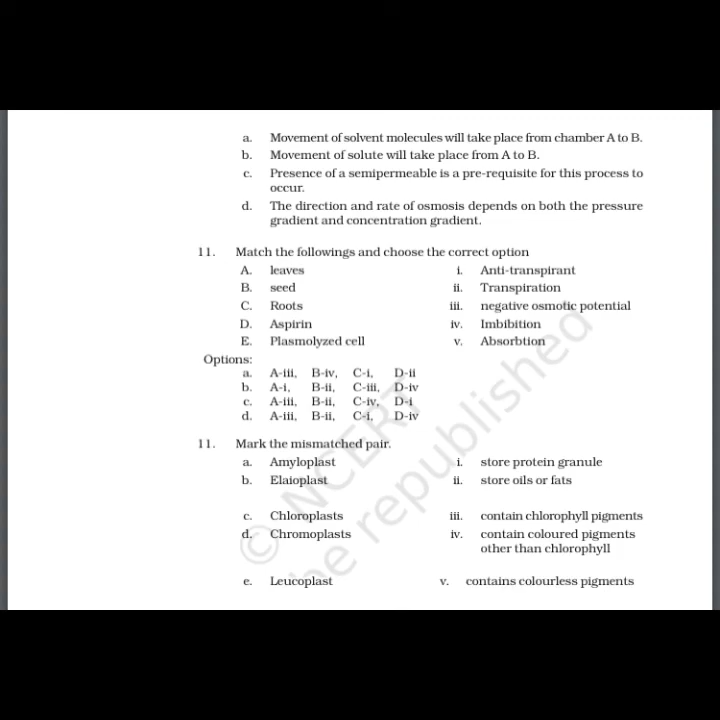 a. Movement of solvent molecules will take place from chamber A to B.
b. Movement of solute will take place from A to B.
c. Presence of a semipermeable is a pre-requisite for this process to
occur.
d. The direction and rate of osmosis depends on both the pressure
gradient and concentration gradient.
11. Match the followings and choose the correct option
A. leaves i. Anti-transpirant
B. seed ii. Transpiration
C. Roots iii. negative osmotic potential
D. Aspirin iv. Imbibition
E. Plasmolyzed cell v. Absorbtion
Options:
a. A-iii, B-iv, C-i, D-ii
b. A-i, B-ii, C-iii, D-iv
c. A-iii, B-ii, C-iv, D-i
d. A-iii, B-ii, C-i, D-iv
11. Mark the mismatched pair.
a. Amyloplast i. store protein granule
b. Elaioplast ii. store oils or fats
c. Chloroplasts iii. contain chlorophyll pigments
d. Chromoplasts iv. contain coloured pigments
other than chlorophyll
e. Leucoplast v. contains colourless pigments
© NCERT
be republished